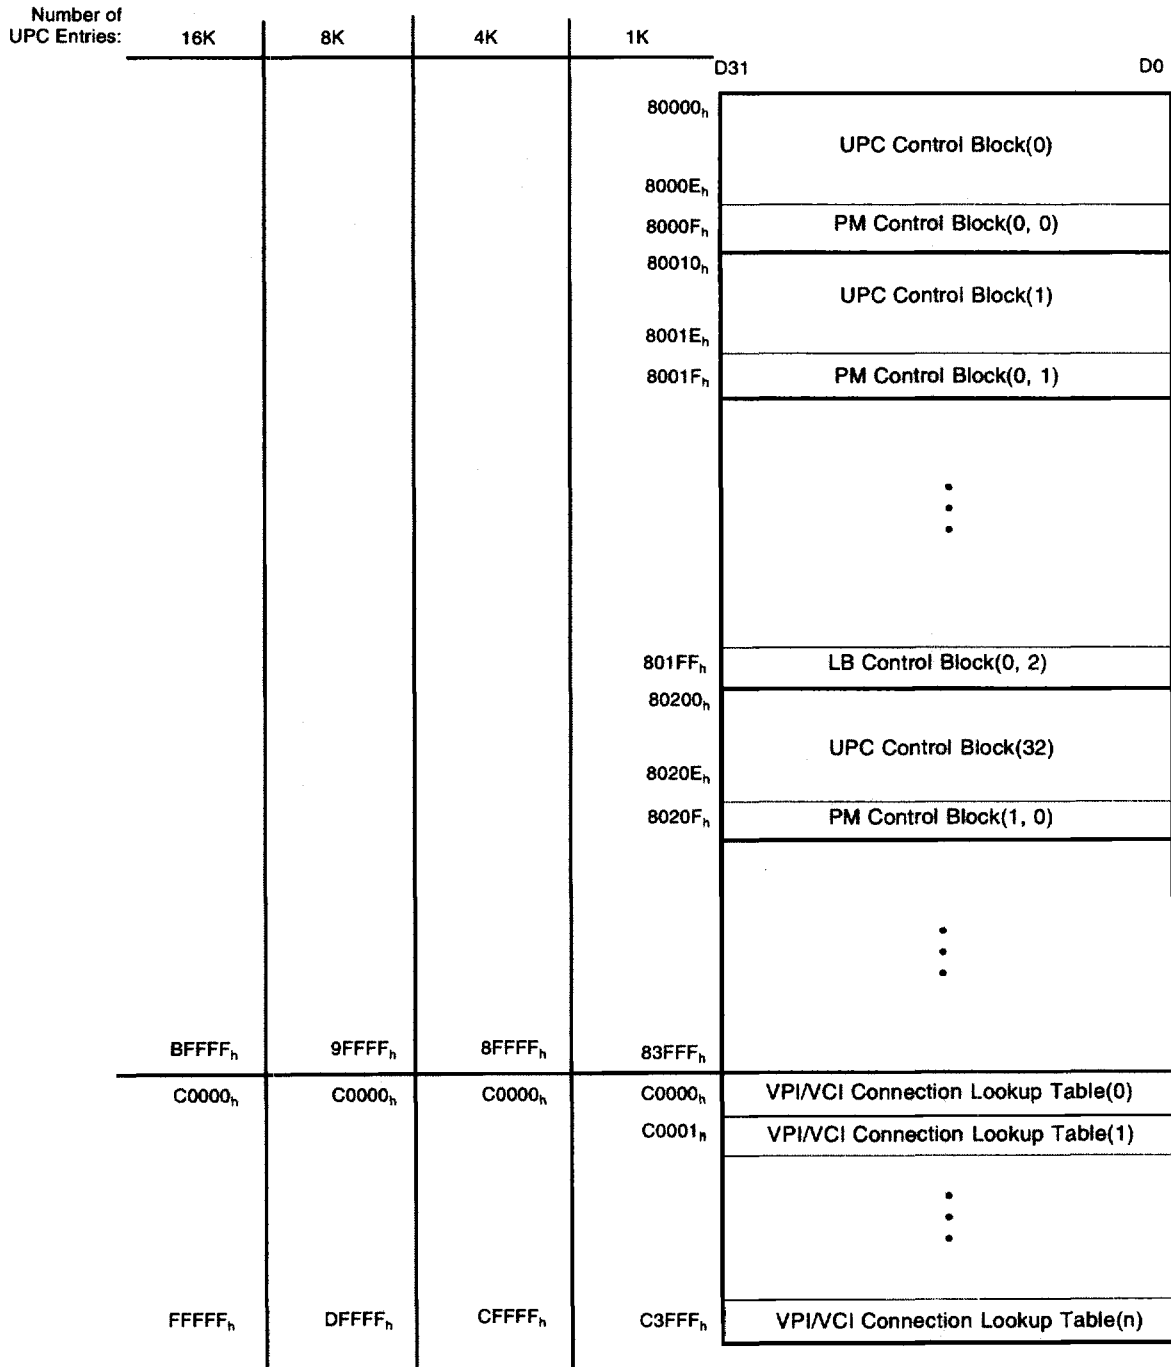 Number of
UPC Entries: 16K 8K 4K 1K
D31 D0
80000h
UPC Control Block(0)
8000Eh
8000Fh PM Control Block(0, 0)
80010h
UPC Control Block(1)
8001Eh
8001Fh PM Control Block(0, 1)
801FFh LB Control Block(0, 2)
80200h
UPC Control Block(32)
8020Eh
8020Fh PM Control Block(1, 0)
BFFFFh 9FFFFh 8FFFFh 83FFFh
C0000h C0000h C0000h C0000h VPI/VCI Connection Lookup Table(0)
C0001h VPI/VCI Connection Lookup Table(1)
FFFFFh DFFFFh CFFFFh C3FFFh VPI/VCI Connection Lookup Table(n)